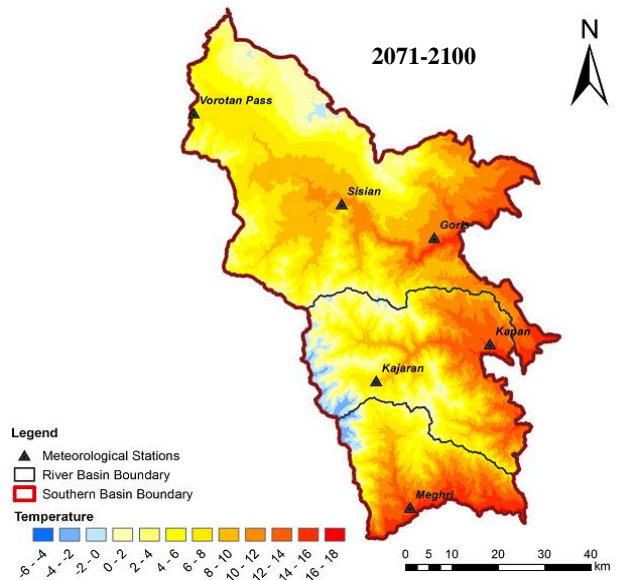 2071-2100
N
Vorotan Pass
Sisian
Goris
Kapan
Kajaran
Meghri
Legend
Meteorological Stations
River Basin Boundary
Southern Basin Boundary
Temperature
-6 - -4
-4 - -2
-2 - 0
0 - 2
2 - 4
4 - 6
6 - 8
8 - 10
10 - 12
12 - 14
14 - 16
16 - 18
0 5 10 20 30 40
km